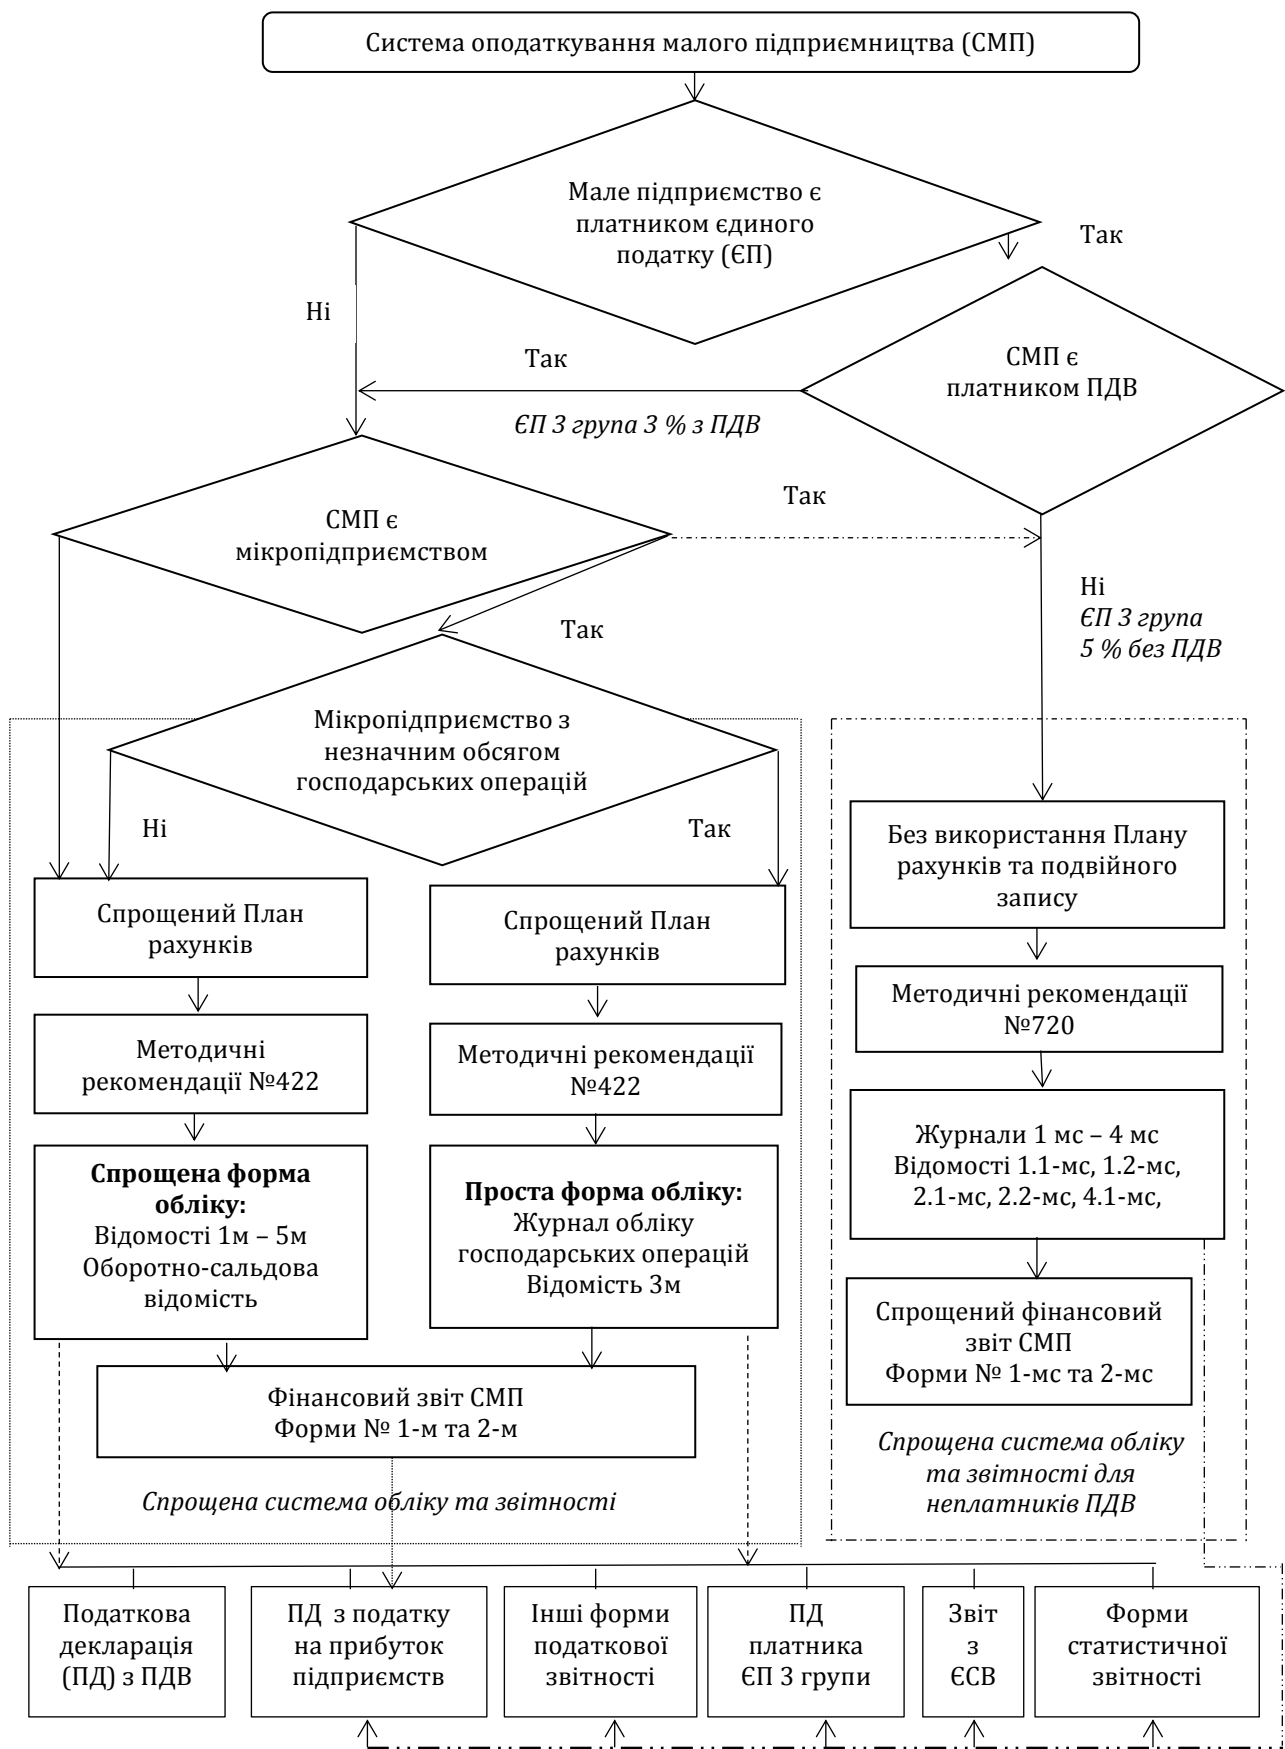 Система оподаткування малого підприємництва (СМП)
Мале підприємство є
платником єдиного
податку (ЄП)
Так
Ні
Так
СМП є
платником ПДВ
ЄП 3 група 3 % з ПДВ
Так
СМП є
мікропідприємством
Ні
ЄП 3 група
5 % без ПДВ
Так
Мікропідприємство з
незначним обсягом
господарських операцій
Ні
Так
Без використання Плану
рахунків та подвійного
запису
Спрощений План
рахунків
Спрощений План
рахунків
Методичні рекомендації
№720
Методичні
рекомендації №422
Методичні рекомендації
№422
Журнали 1 мс – 4 мс
Відомості 1.1-мс, 1.2-мс,
2.1-мс, 2.2-мс, 4.1-мс,
Спрощена форма
обліку:
Відомості 1м – 5м
Оборотно-сальдова
відомість
Проста форма обліку:
Журнал обліку
господарських операцій
Відомість 3м
Спрощений фінансовий
звіт СМП
Форми № 1-мс та 2-мс
Фінансовий звіт СМП
Форми № 1-м та 2-м
Спрощена система обліку
та звітності для
неплатників ПДВ
Спрощена система обліку та звітності
Податкова
декларація
(ПД) з ПДВ
ПД з податку
на прибуток
підприємств
Інші форми
податкової
звітності
ПД
платника
ЄП 3 групи
Звіт
з
ЄСВ
Форми
статистичної
звітності